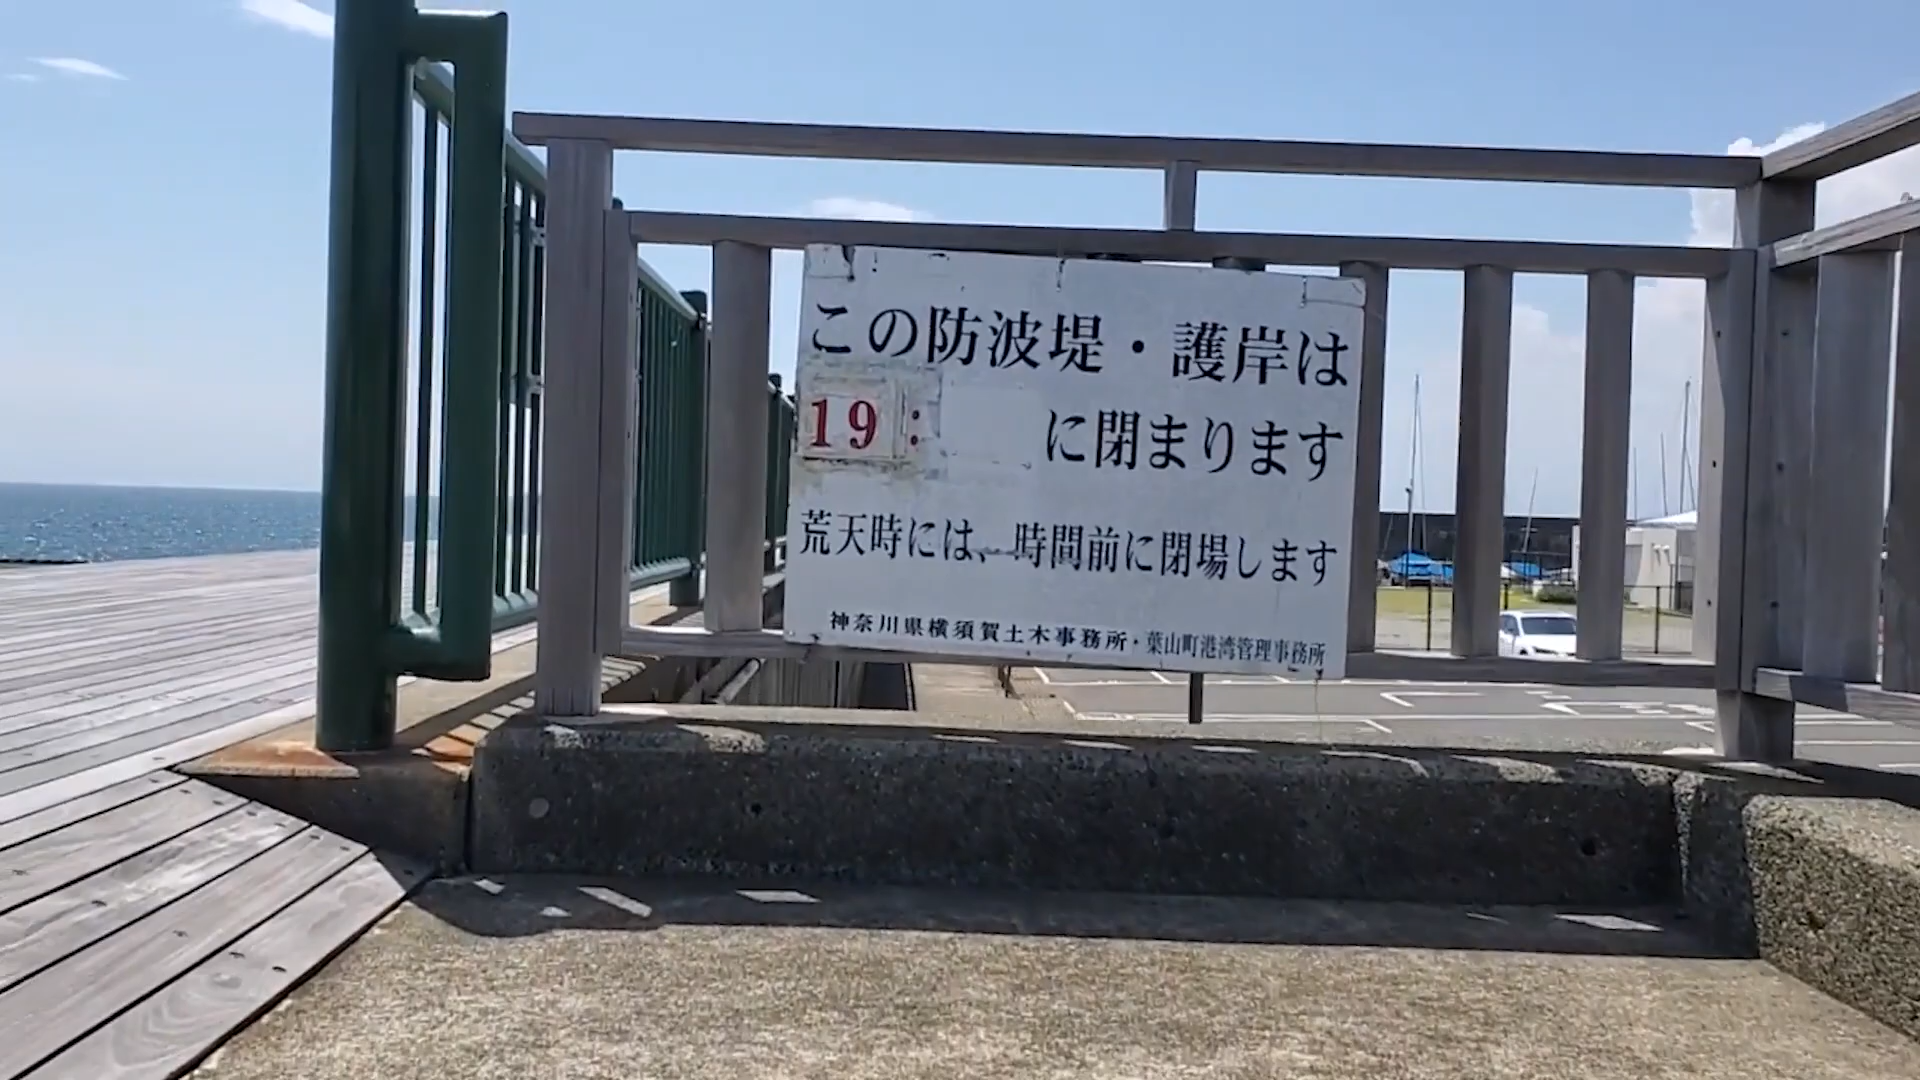 この防波堤・護岸は
19: に閉まります
荒天時には、時間前に閉場します
神奈川県横須賀土木事務所・葉山町港湾管理事務所